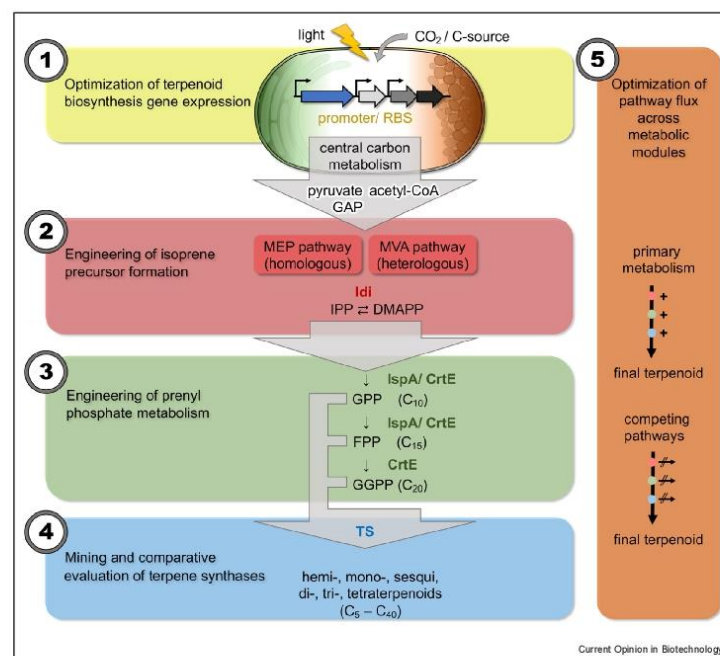 light
CO₂ / C-source
1
Optimization of terpenoid
biosynthesis gene expression
promoter/ RBS
central carbon
metabolism
pyruvate acetyl-CoA
GAP
2
Engineering of isoprene
precursor formation
MEP pathway
(homologous)
MVA pathway
(heterologous)
Idi
IPP ⇄ DMAPP
3
Engineering of prenyl
phosphate metabolism
↓ IspA/ CrtE
GPP (C₁₀)
↓ IspA/ CrtE
FPP (C₁₅)
↓ CrtE
GGPP (C₂₀)
4
TS
Mining and comparative
evaluation of terpene synthases
hemi-, mono-, sesqui,
di-, tri-, tetraterpenoids
(C₅ – C₄₀)
5
Optimization of
pathway flux
across
metabolic
modules
primary
metabolism
+
+
+
final terpenoid
competing
pathways
final terpenoid
Current Opinion in Biotechnology